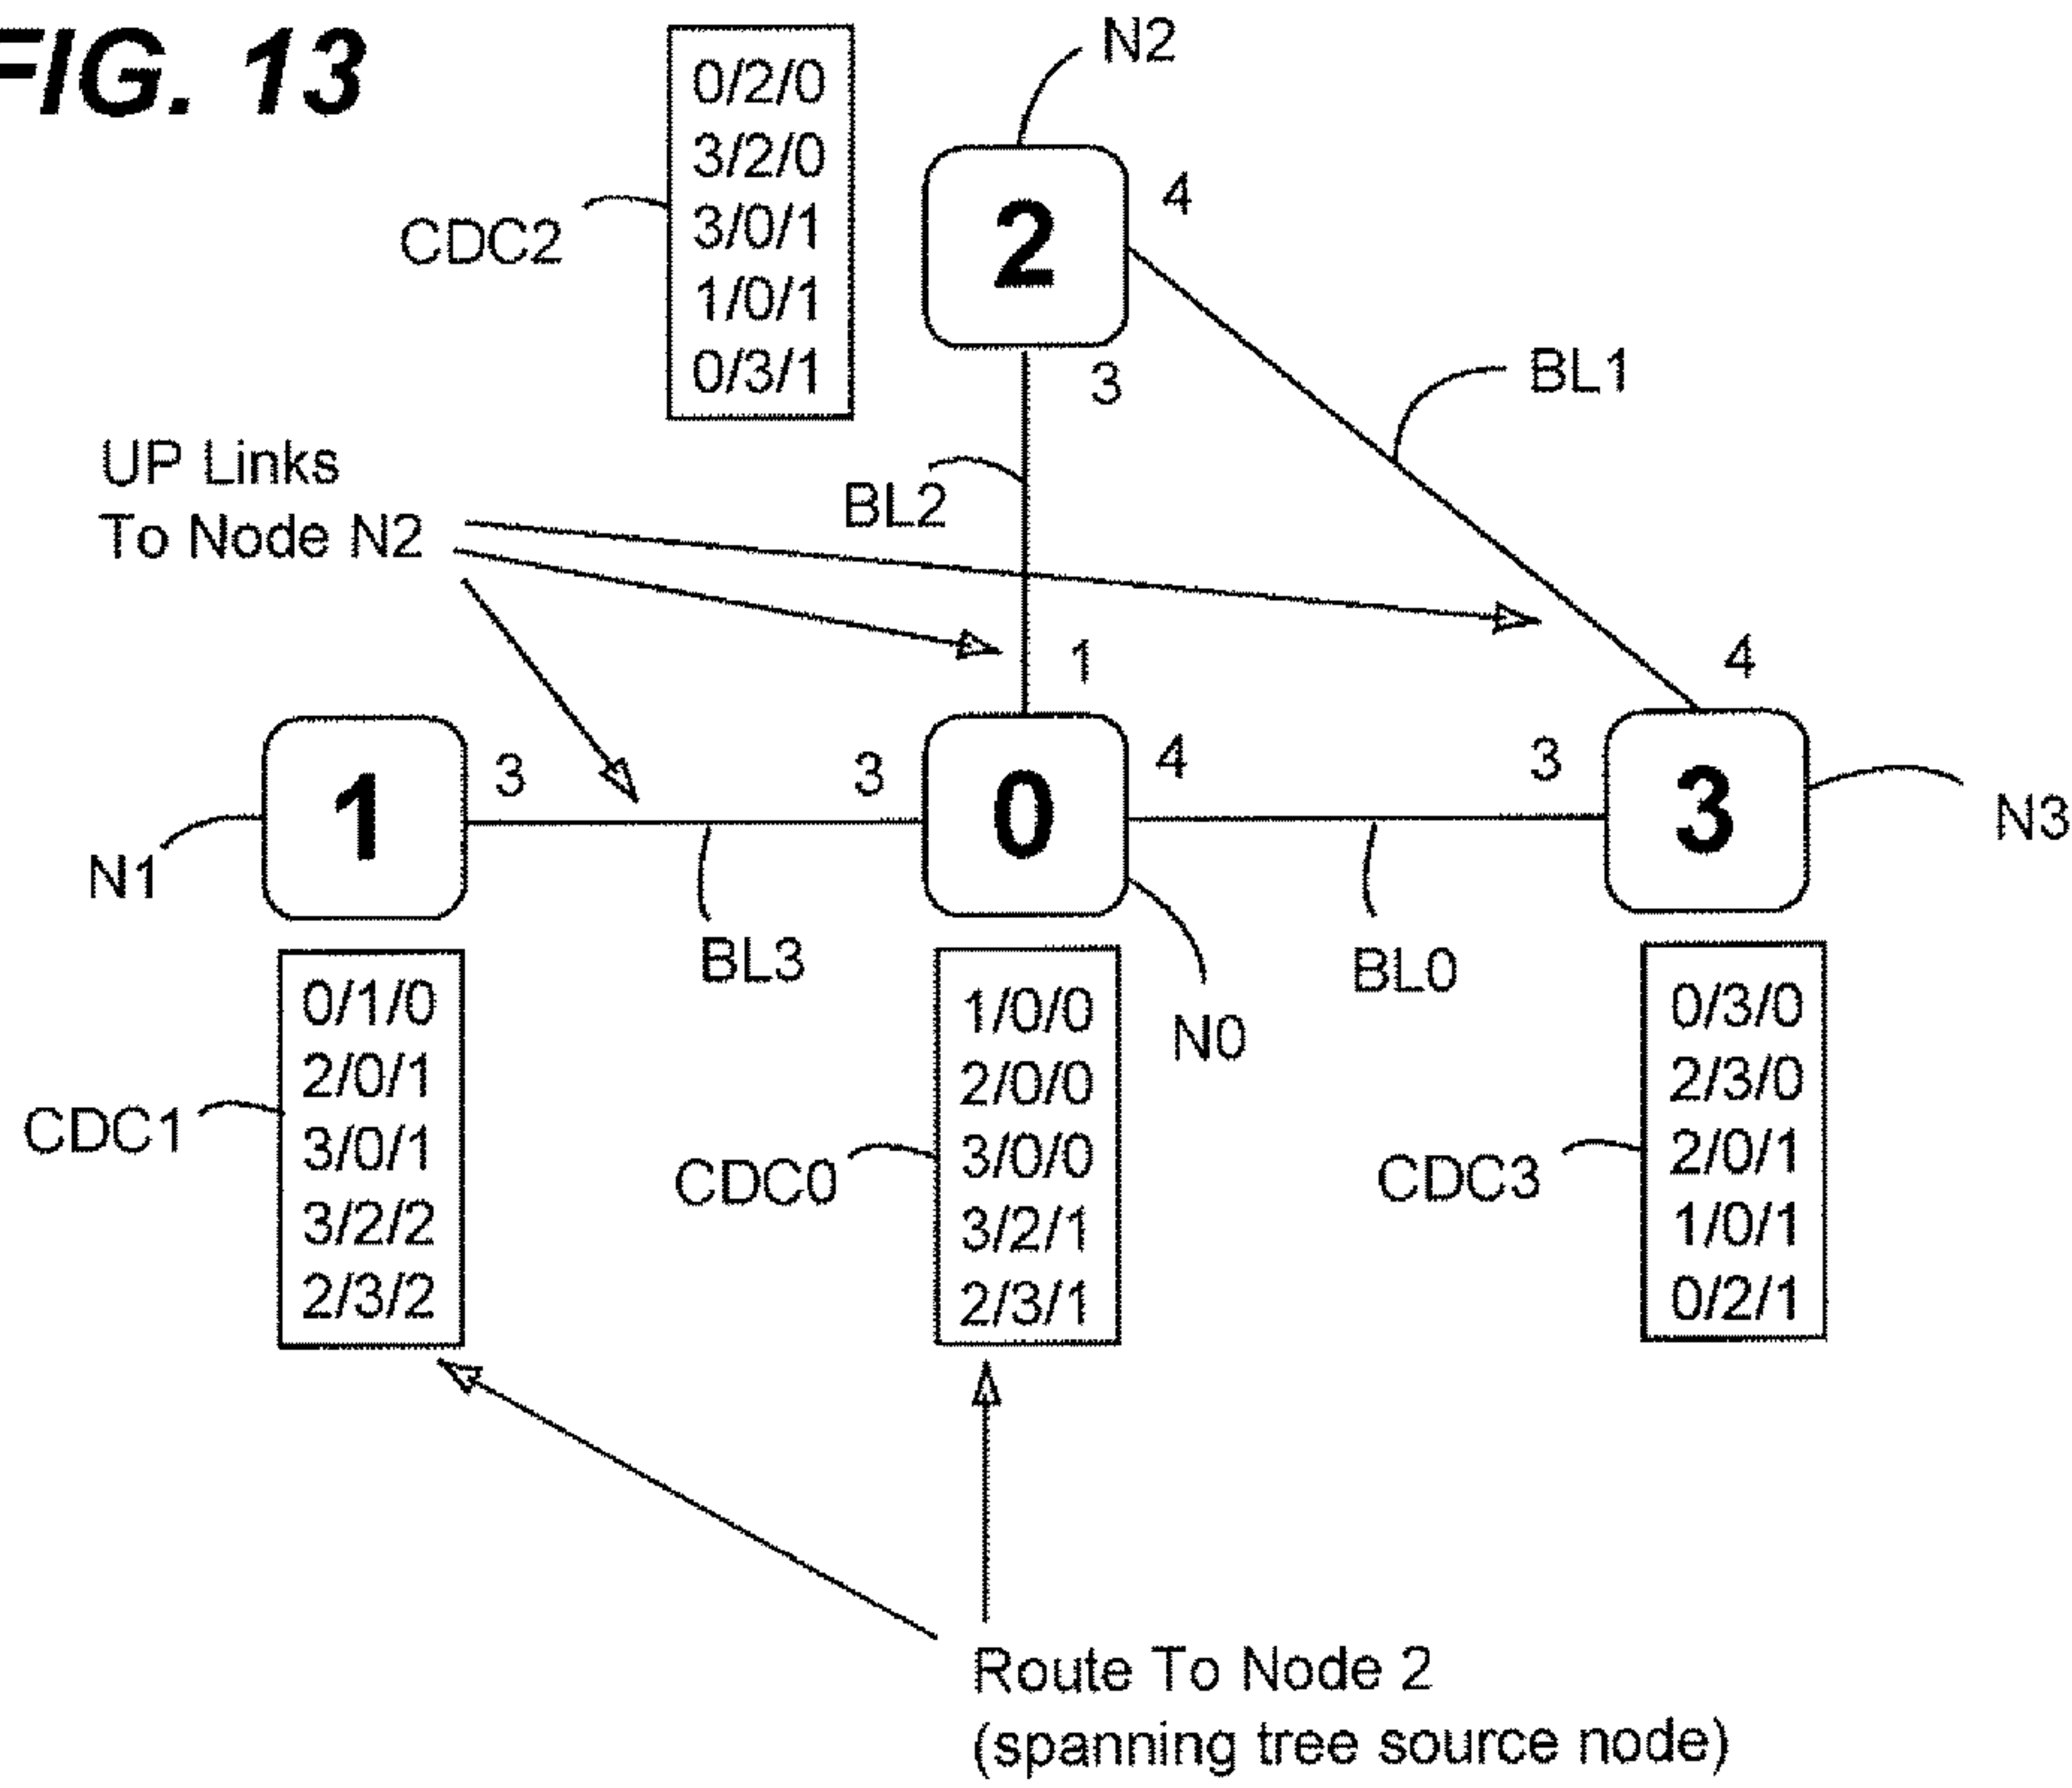 FIG. 13
N2
0/2/0
3/2/0
3/0/1
1/0/1
0/3/1
CDC2
2
4
3
BL1
UP Links
To Node N2
BL2
1
4
1
3
3
0
4
3
3
N1
BL3
N0
BL0
N3
0/1/0
2/0/1
3/0/1
3/2/2
2/3/2
CDC1
1/0/0
2/0/0
3/0/0
3/2/1
2/3/1
CDC0
0/3/0
2/3/0
2/0/1
1/0/1
0/2/1
CDC3
Route To Node 2
(spanning tree source node)